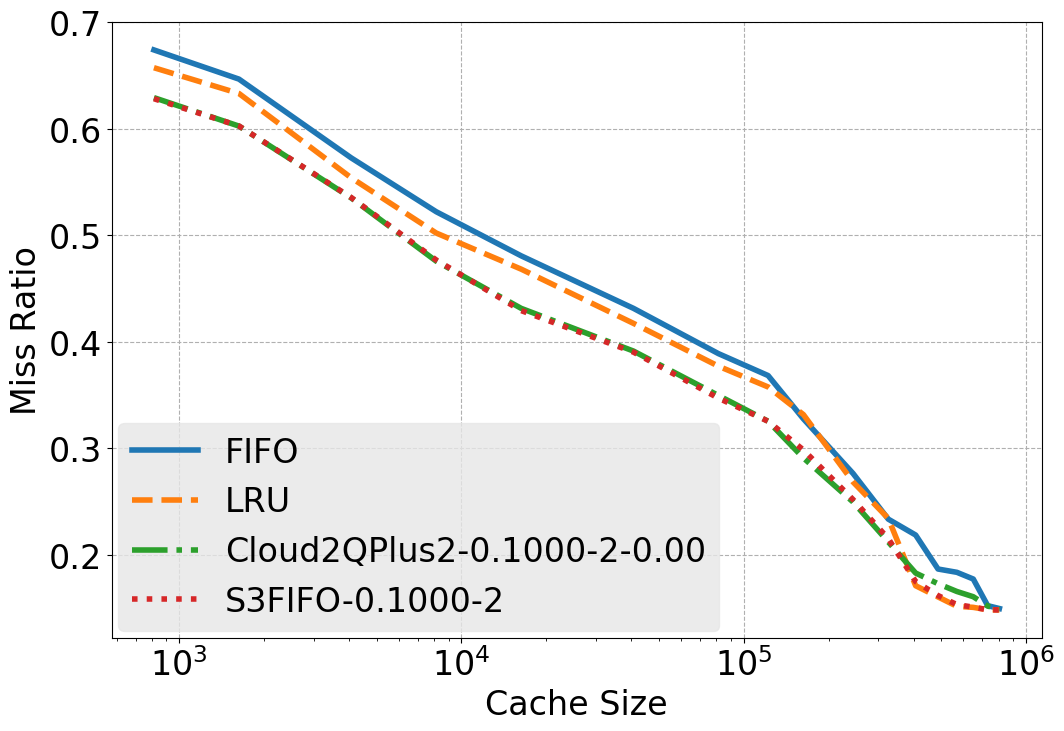 0.7
0.6
0.5
0.4
0.3
0.2
Miss Ratio
FIFO
LRU
Cloud2QPlus2-0.1000-2-0.00
S3FIFO-0.1000-2
10³ 10⁴ 10⁵ 10⁶
Cache Size